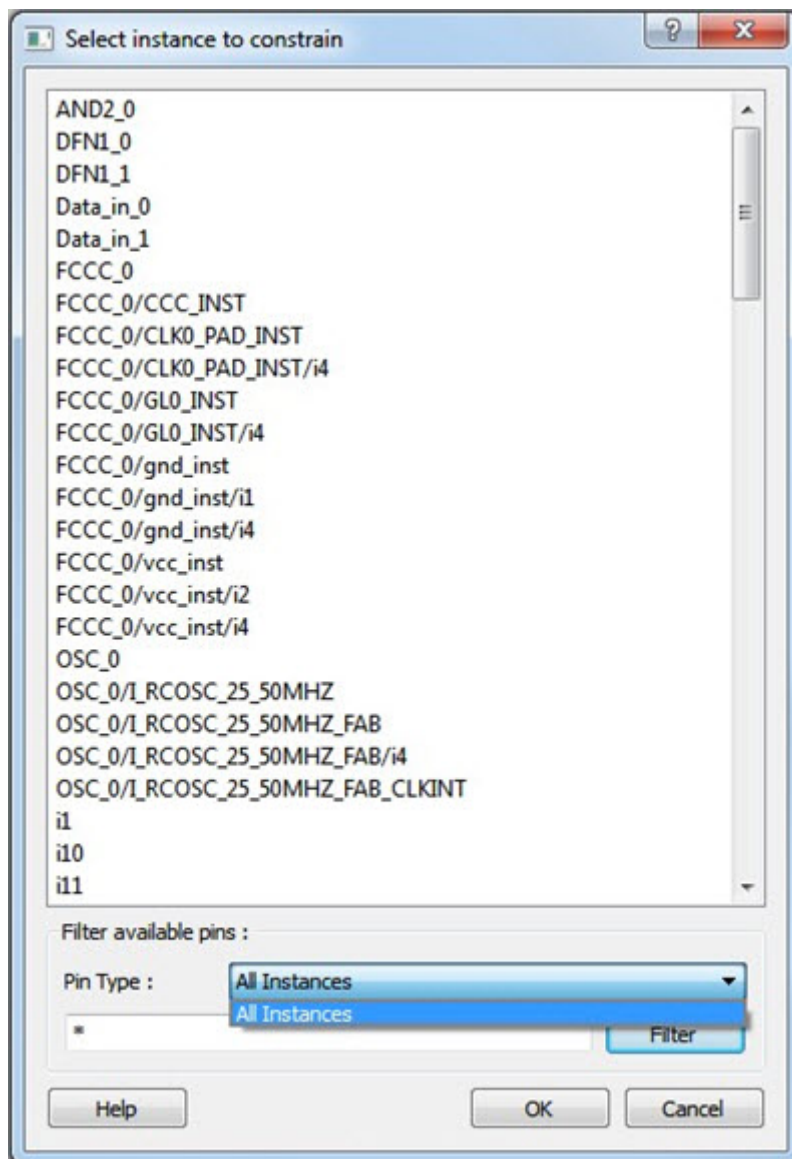 Select instance to constrain
AND2_0
DFN1_0
DFN1_1
Data_in_0
Data_in_1
FCCC_0
FCCC_0/CCC_INST
FCCC_0/CLK0_PAD_INST
FCCC_0/CLK0_PAD_INST/i4
FCCC_0/GL0_INST
FCCC_0/GL0_INST/i4
FCCC_0/gnd_inst
FCCC_0/gnd_inst/i1
FCCC_0/gnd_inst/i4
FCCC_0/vcc_inst
FCCC_0/vcc_inst/i2
FCCC_0/vcc_inst/i4
OSC_0
OSC_0/I_RCOSC_25_50MHZ
OSC_0/I_RCOSC_25_50MHZ_FAB
OSC_0/I_RCOSC_25_50MHZ_FAB/i4
OSC_0/I_RCOSC_25_50MHZ_FAB_CLKINT
i1
i10
i11
Filter available pins :
Pin Type : All Instances
All Instances
* Filter
Help OK Cancel